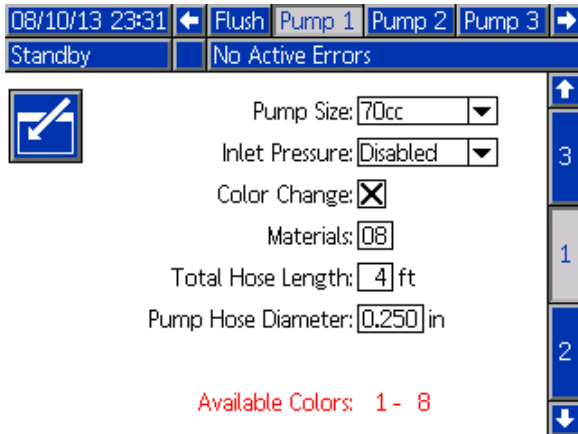 08/10/13 23:31 Flush Pump 1 Pump 2 Pump 3
Standby No Active Errors
Pump Size: 70cc
Inlet Pressure: Disabled
3
Color Change:
Materials: 08
1
Total Hose Length: 4 ft
Pump Hose Diameter: 0.250 in
2
Available Colors: 1 - 8